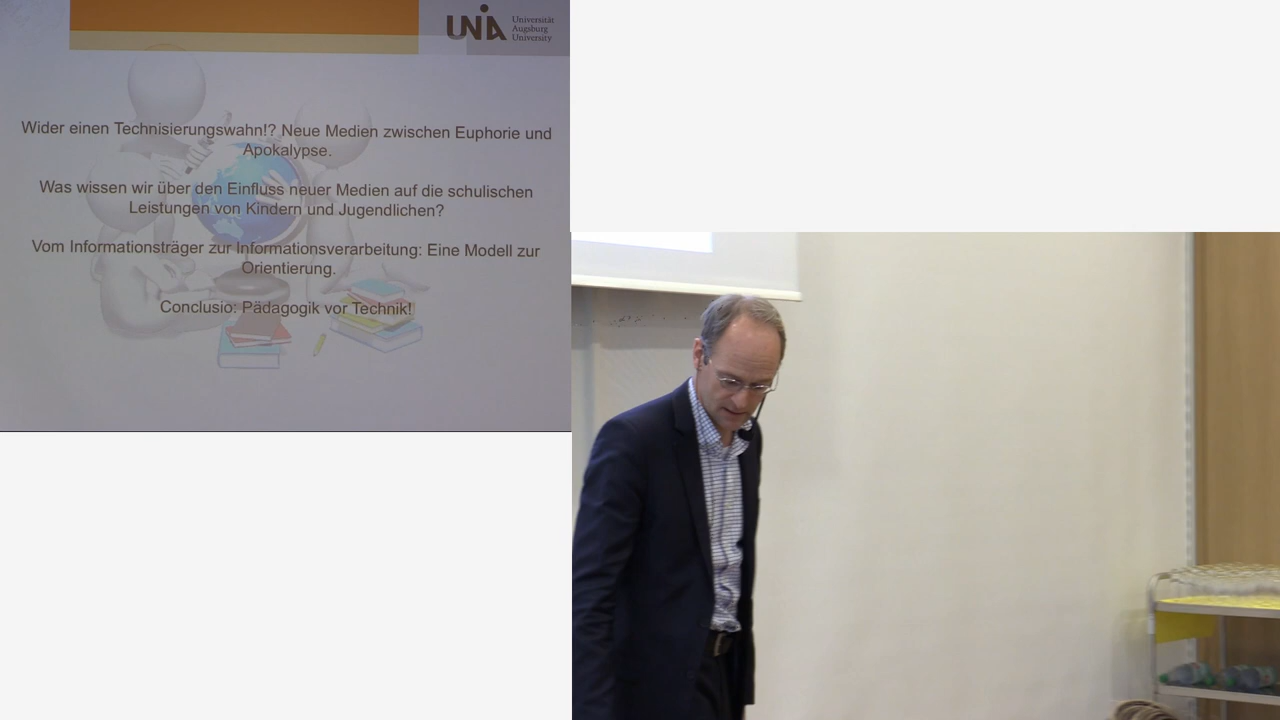 UNIA Universität
Augsburg
University
Wider einen Technisierungswahn!? Neue Medien zwischen Euphorie und
Apokalypse.
Was wissen wir über den Einfluss neuer Medien auf die schulischen
Leistungen von Kindern und Jugendlichen?
Vom Informationsträger zur Informationsverarbeitung: Eine Modell zur
Orientierung.
Conclusio: Pädagogik vor Technik!